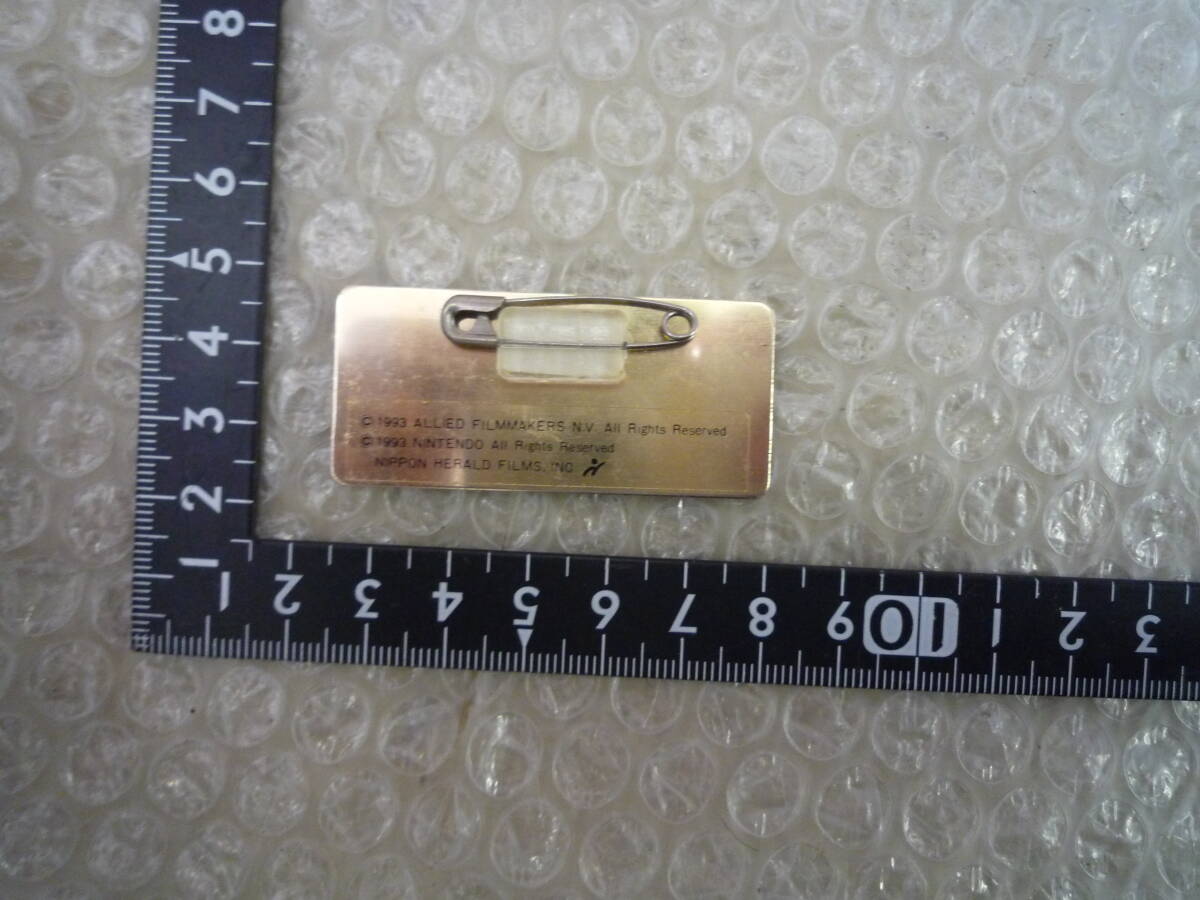 8
7
6
5
4
3
2
1
© 1993 ALLIED FILMMAKERS N.V. All Rights Reserved
© 1993 NINTENDO All Rights Reserved
NIPPON HERALD FILMS, INC
1 2 3 4 5 6 7 8 9 10 1 2 3